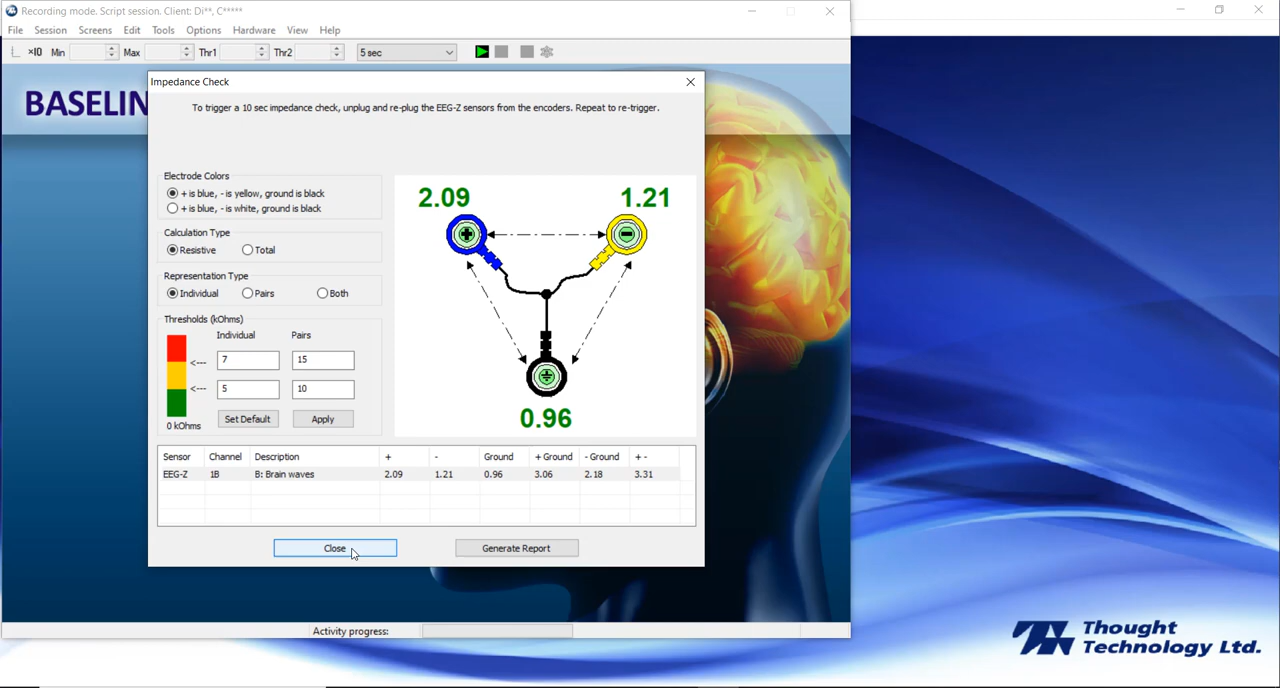 Recording mode. Script session. Client: Di**, C*****
File Session Screens Edit Tools Options Hardware View Help
×10 Min Max Thr1 Thr2 5 sec
BASELIN
Impedance Check
To trigger a 10 sec impedance check, unplug and re-plug the EEG-Z sensors from the encoders. Repeat to re-trigger.
Electrode Colors
+ is blue, - is yellow, ground is black
+ is blue, - is white, ground is black
Calculation Type
Resistive Total
Representation Type
Individual Pairs Both
Thresholds (kOhms)
Individual Pairs
<--- 7 15
<--- 5 10
0 kOhms Set Default Apply
2.09 1.21
+ -
0.96
Sensor Channel Description + - Ground + Ground - Ground + -
EEG-Z 1B B: Brain waves 2.09 1.21 0.96 3.06 2.18 3.31
Close Generate Report
Activity progress:
Thought
Technology Ltd.